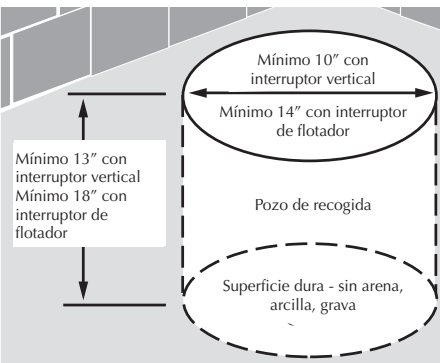 Mínimo 10” con
interruptor vertical
Mínimo 14” con interruptor
de flotador
Mínimo 13” con
interruptor vertical
Mínimo 18” con
interruptor de
flotador
Pozo de recogida
Superficie dura - sin arena,
arcilla, grava